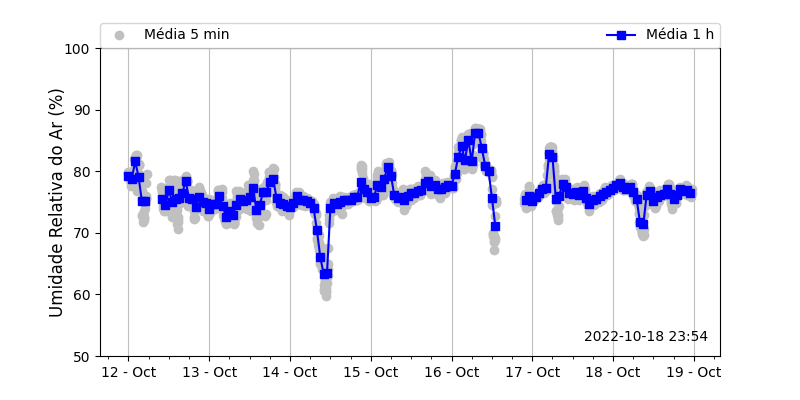 Média 5 min
Média 1 h
Umidade Relativa do Ar (%)
100
90
80
70
60
50
2022-10-18 23:54
12 - Oct
13 - Oct
14 - Oct
15 - Oct
16 - Oct
17 - Oct
18 - Oct
19 - Oct